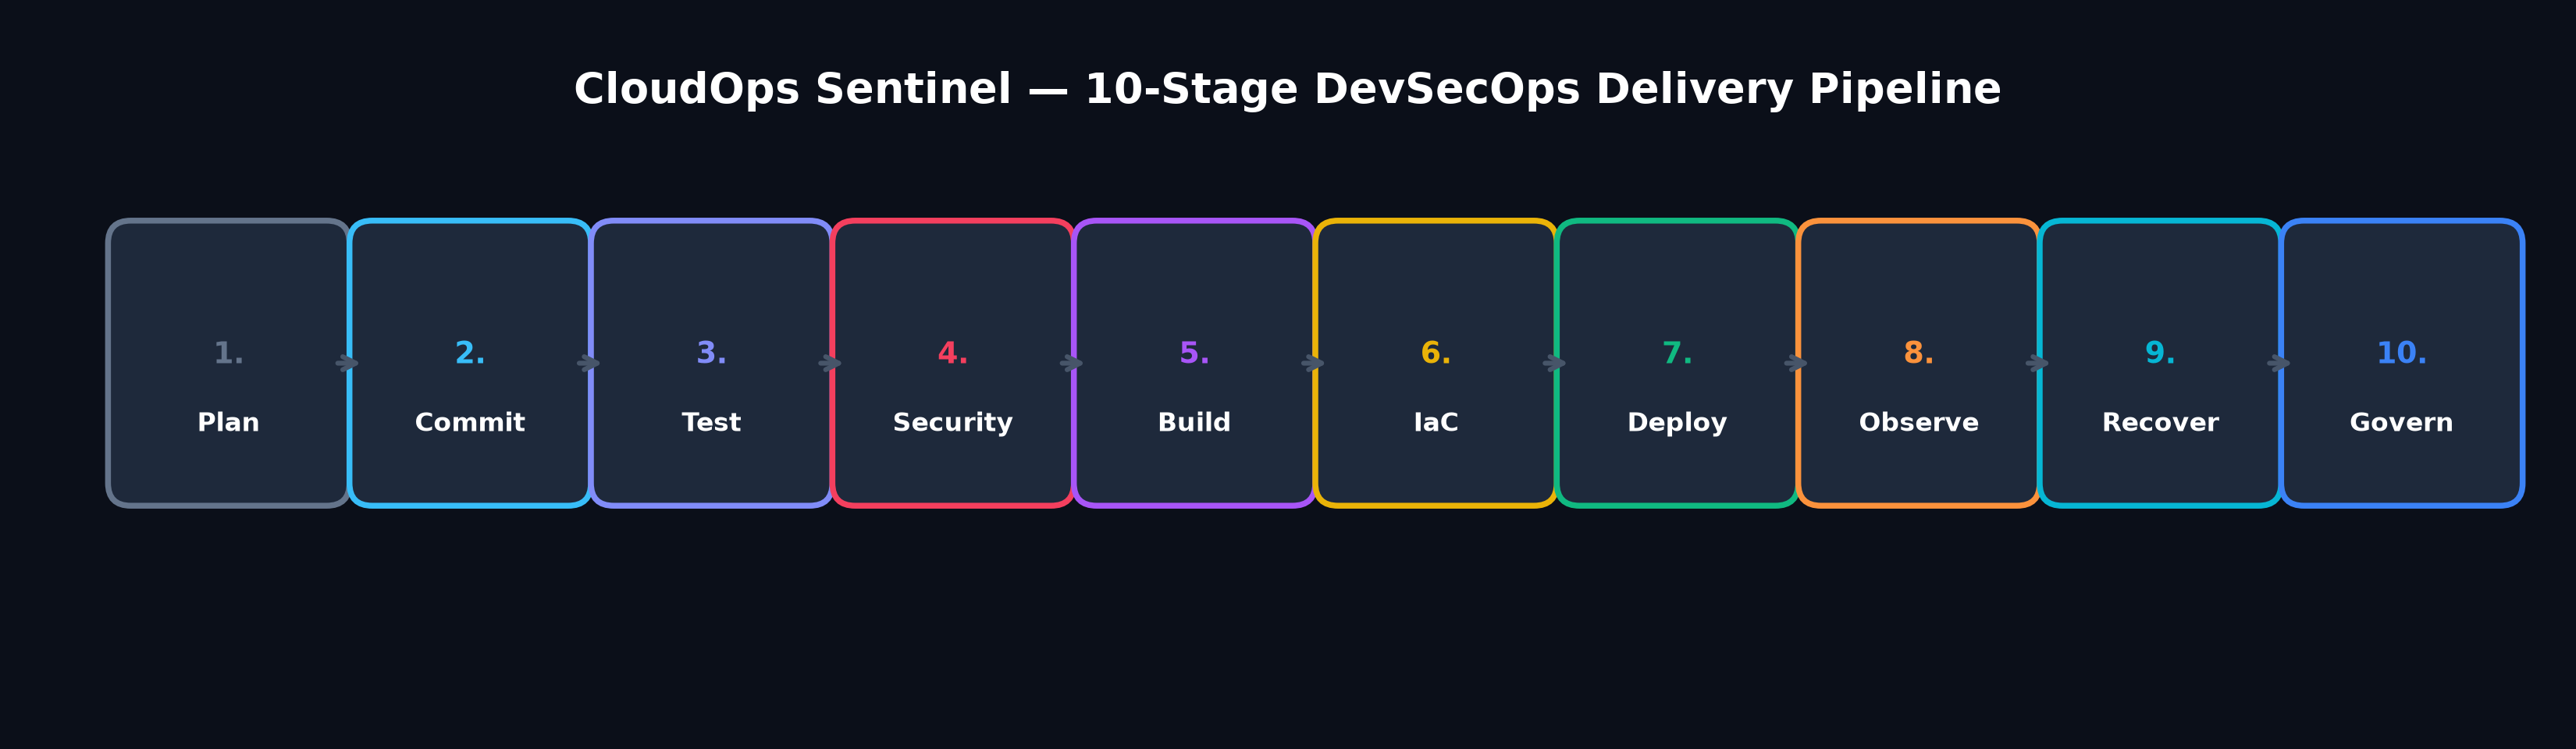 CloudOps Sentinel — 10-Stage DevSecOps Delivery Pipeline
1.
Plan
2.
Commit
3.
Test
4.
Security
5.
Build
6.
IaC
7.
Deploy
8.
Observe
9.
Recover
10.
Govern